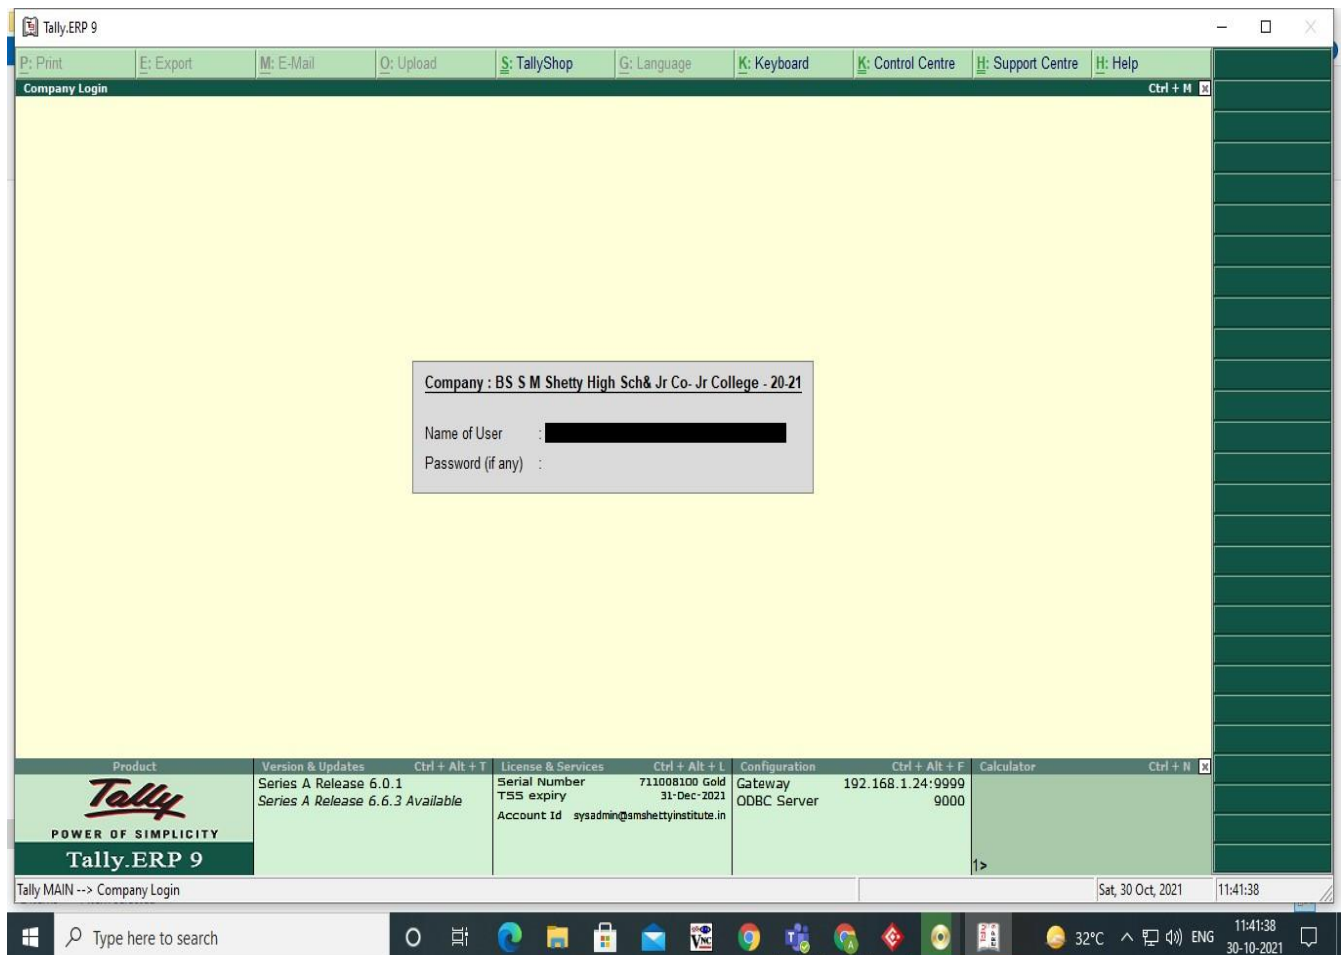 Tally.ERP 9
P: Print E: Export M: E-Mail O: Upload S: TallyShop G: Language K: Keyboard K: Control Centre H: Support Centre H: Help
Company Login Ctrl + M
Company : BS S M Shetty High Sch& Jr Co- Jr College - 20-21
Name of User :
Password (if any) :
Product Version & Updates Ctrl + Alt + T License & Services Ctrl + Alt + L Configuration Ctrl + Alt + F Calculator Ctrl + N
Tally
POWER OF SIMPLICITY
Tally.ERP 9
Series A Release 6.0.1
Series A Release 6.6.3 Available
Serial Number 711008100 Gold
TSS expiry 31-Dec-2021
Account Id sysadmin@smshettyinstitute.in
Gateway 192.168.1.24:9999
ODBC Server 9000
1>
Tally MAIN --> Company Login Sat, 30 Oct, 2021 11:41:38
Type here to search 32°C ENG 11:41:38
30-10-2021